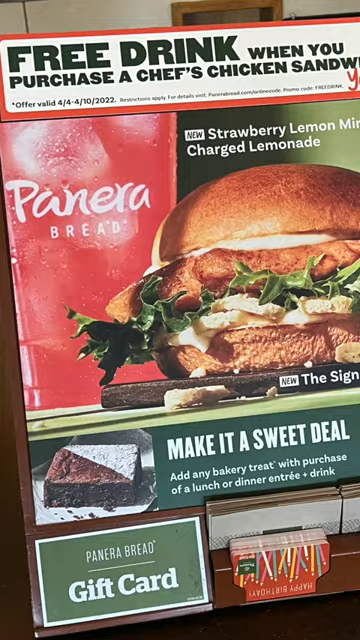 FREE DRINK WHEN YOU
PURCHASE A CHEF'S CHICKEN SANDW
*Offer valid 4/4-4/10/2022. Restrictions apply. For details visit: Panerabread.com/onlinecode. Promo code: FREEDRINK.
NEW Strawberry Lemon Min
Charged Lemonade
Panera
BREAD®
NEW The Sign
MAKE IT A SWEET DEAL
Add any bakery treat* with purchase
of a lunch or dinner entrée + drink
PANERA BREAD®
Gift Card
HAPPY BIRTHDAY!